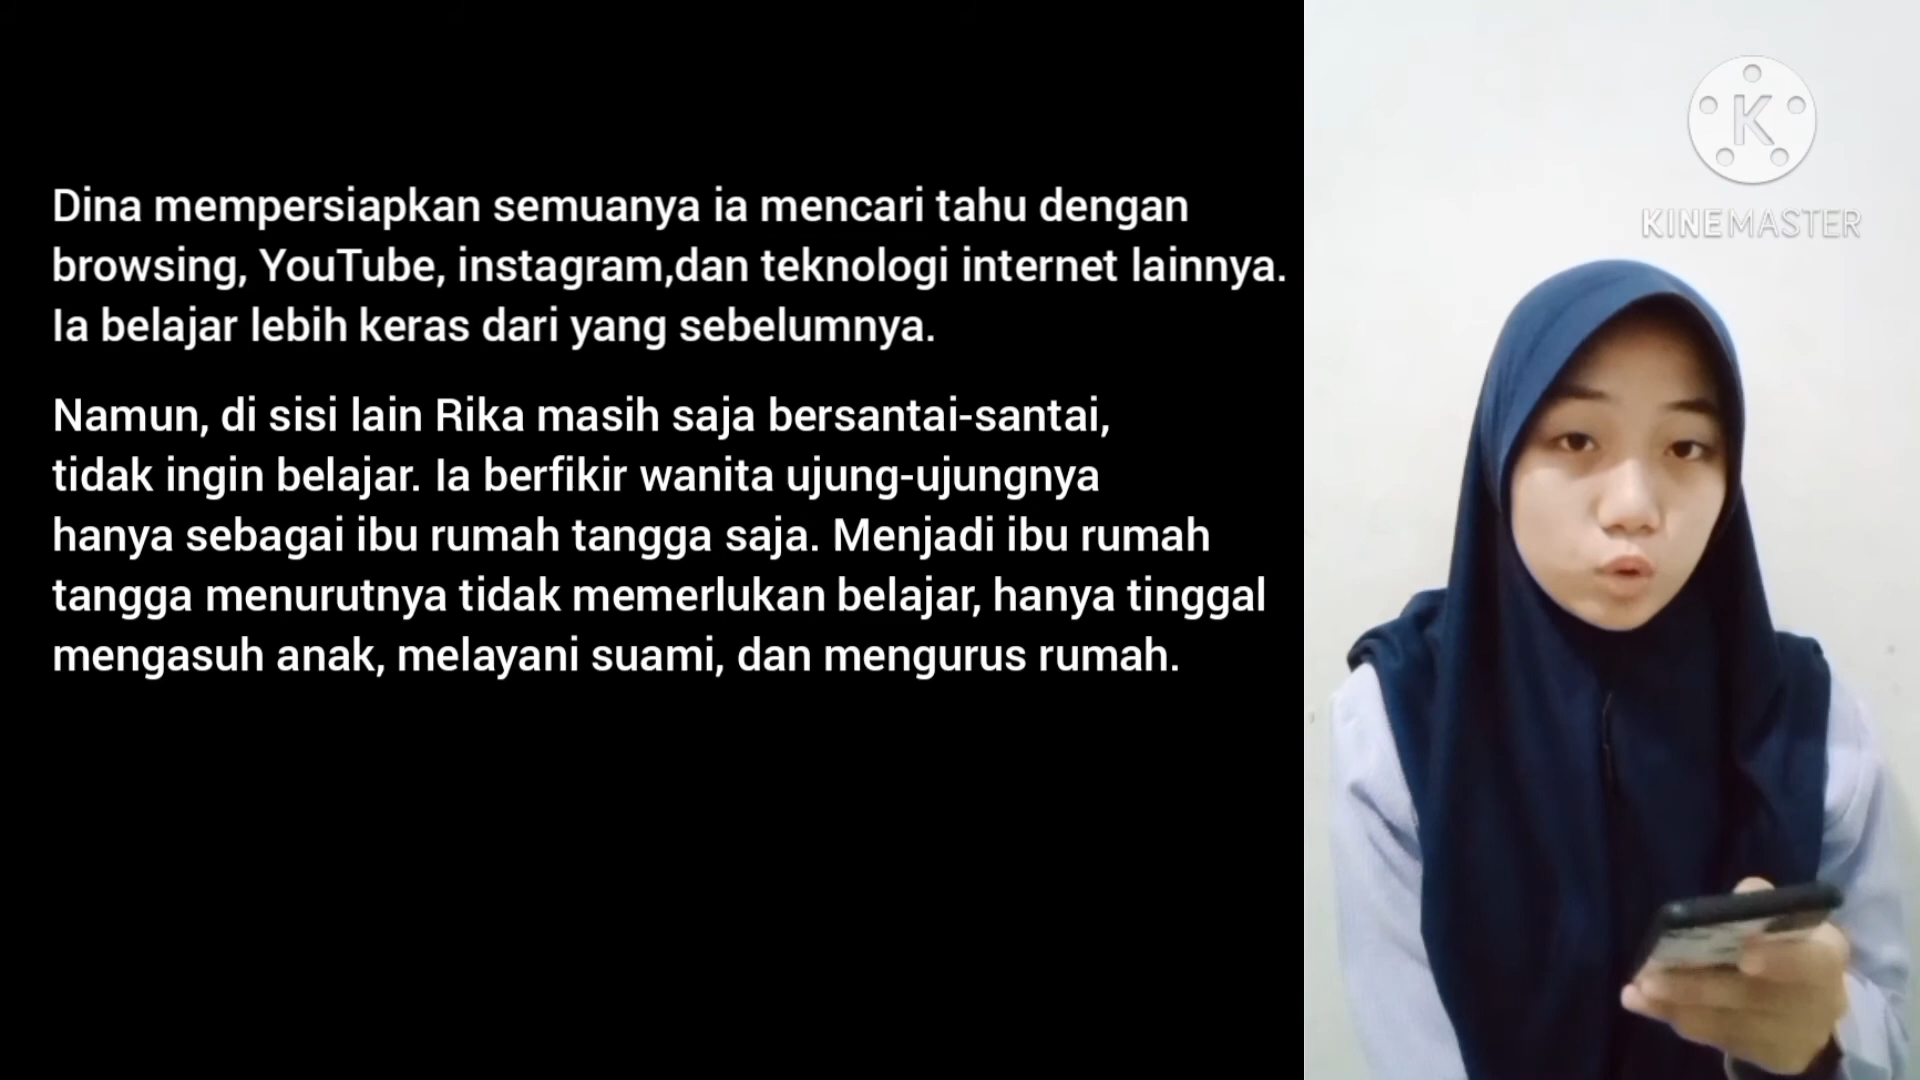 Dina mempersiapkan semuanya ia mencari tahu dengan
browsing, YouTube, instagram,dan teknologi internet lainnya.
Ia belajar lebih keras dari yang sebelumnya.
Namun, di sisi lain Rika masih saja bersantai-santai,
tidak ingin belajar. Ia berfikir wanita ujung-ujungnya
hanya sebagai ibu rumah tangga saja. Menjadi ibu rumah
tangga menurutnya tidak memerlukan belajar, hanya tinggal
mengasuh anak, melayani suami, dan mengurus rumah.
K
KINEMASTER